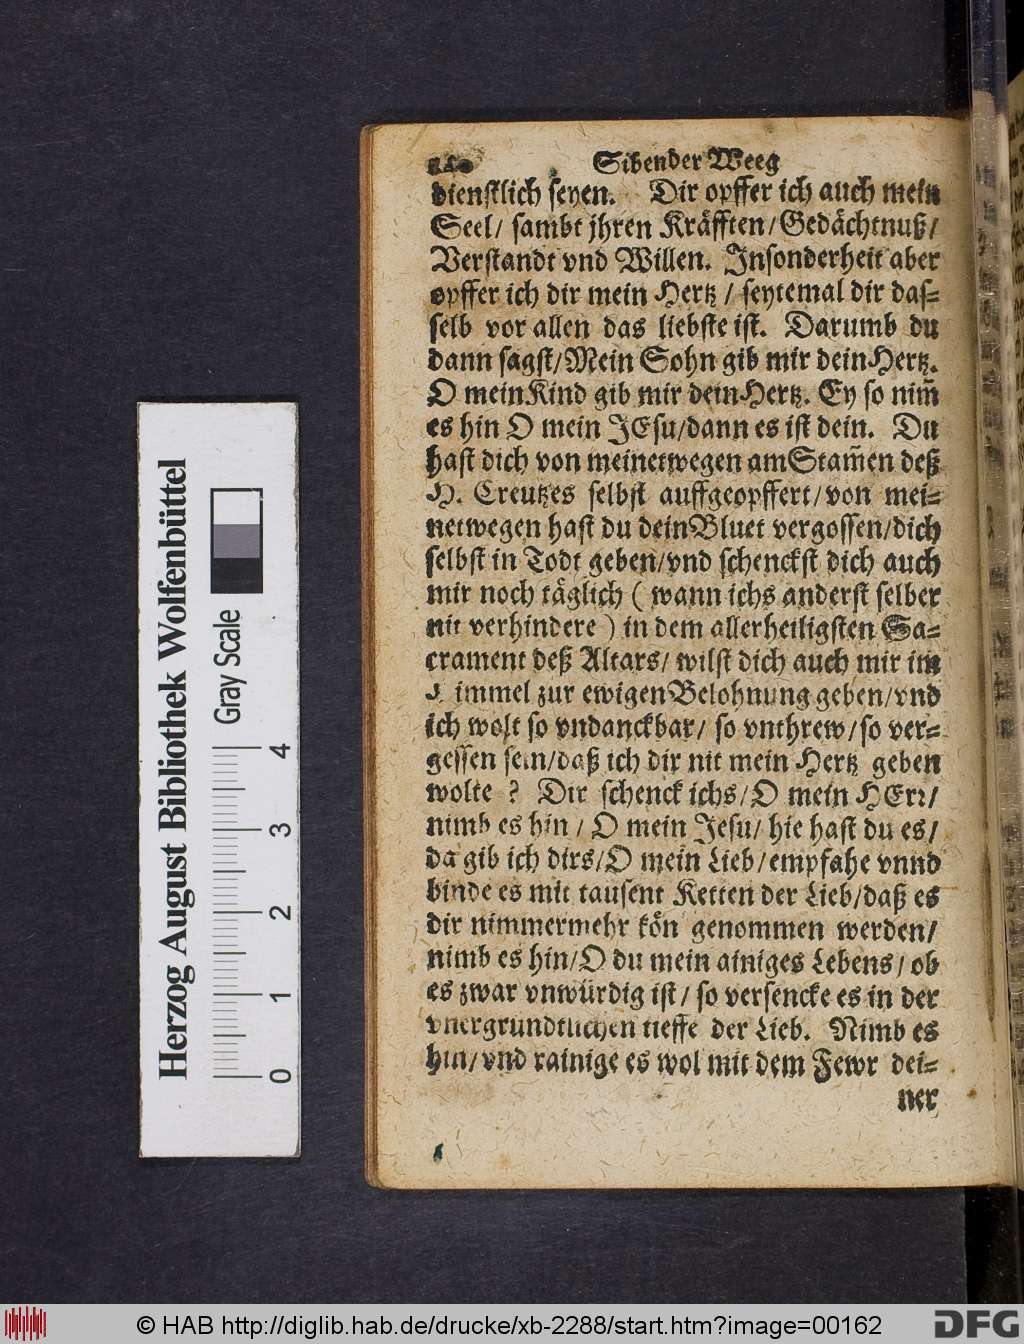 Sibender Weeg
dienstlich seyen. Dir opffer ich auch mein
Seel/ sambt jhren Kräfften/Gedächtnuß/
Verstandt vnd Willen. Insonderheit aber
opffer ich dir mein Hertz / seytemal dir das=
selb vor allen das liebste ist. Darumb du
dann sagst/Mein Sohn gib mir dein Hertz.
O mein Kind gib mir dein Hertz. Ey so nim̃
es hin O mein JEsu/dann es ist dein. Du
hast dich von meinetwegen am Stam̃en deß
H. Creutzes selbst auffgeopffert/von mei=
netwegen hast du dein Bluet vergossen/dich
selbst in Todt geben/vnd schenckst dich auch
mir noch täglich ( wann ichs anderst selber
nit verhindere ) in dem allerheiligsten Sa=
crament deß Altars/ wilst dich auch mir im
immel zur ewigen Belohnung geben/vnd
ich wolt so vndanckbar/ so vnthrew/so ver=
gessen sein/daß ich dir nit mein Hertz geben
wolte ? Dir schenck ichs/O mein HErr/
nimb es hin / O mein Jesu/ hie hast du es/
da gib ich dirs/O mein Lieb/empfahe vnnd
binde es mit tausent Ketten der Lieb/daß es
dir nimmermehr kön genommen werden/
nimb es hin/O du mein ainiges Lebens/ ob
es zwar vnwürdig ist/ so versencke es in der
vnergrundtlichen tieffe der Lieb. Nimb es
hin/vnd rainige es wol mit dem Fewr dei=
ner
Herzog August Bibliothek Wolfenbüttel
Gray Scale
0 1 2 3 4
© HAB http://diglib.hab.de/drucke/xb-2288/start.htm?image=00162
DFG